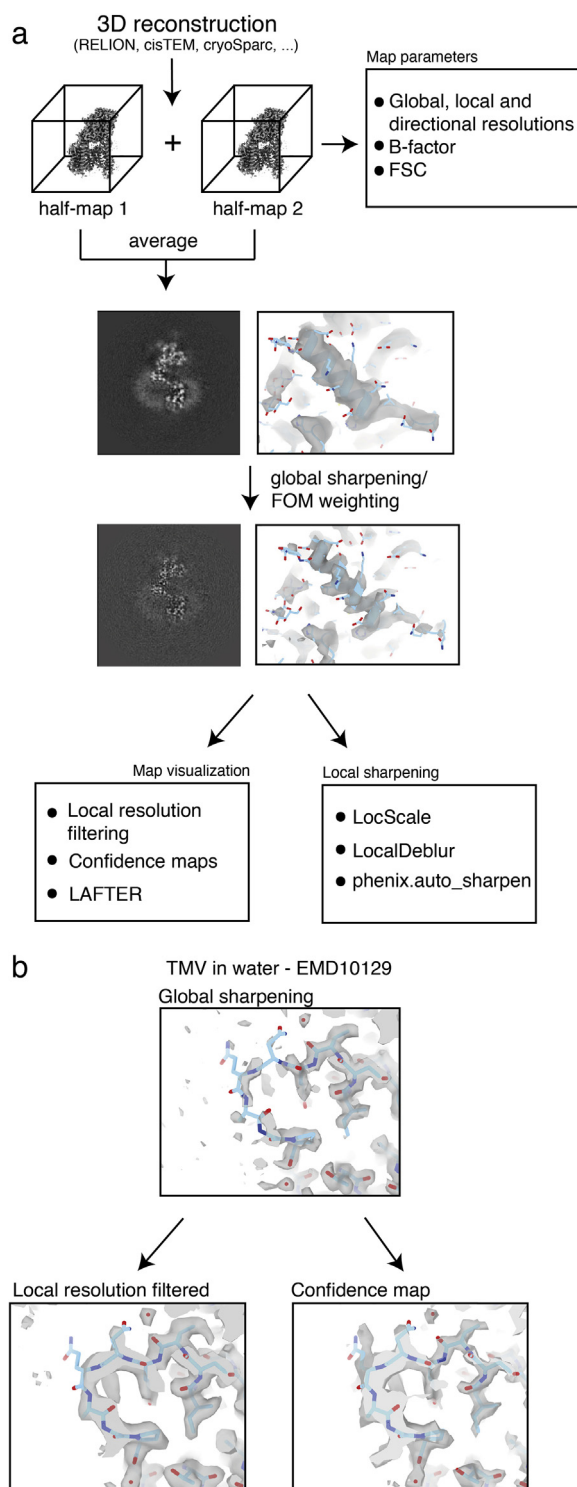 a
3D reconstruction
(RELION, cisTEM, cryoSparc, ...)
Map parameters
● Global, local and
directional resolutions
● B-factor
● FSC
+
half-map 1
half-map 2
average
global sharpening/
FOM weighting
Map visualization
● Local resolution
filtering
● Confidence maps
● LAFTER
Local sharpening
● LocScale
● LocalDeblur
● phenix.auto_sharpen
b
TMV in water - EMD10129
Global sharpening
Local resolution filtered
Confidence map